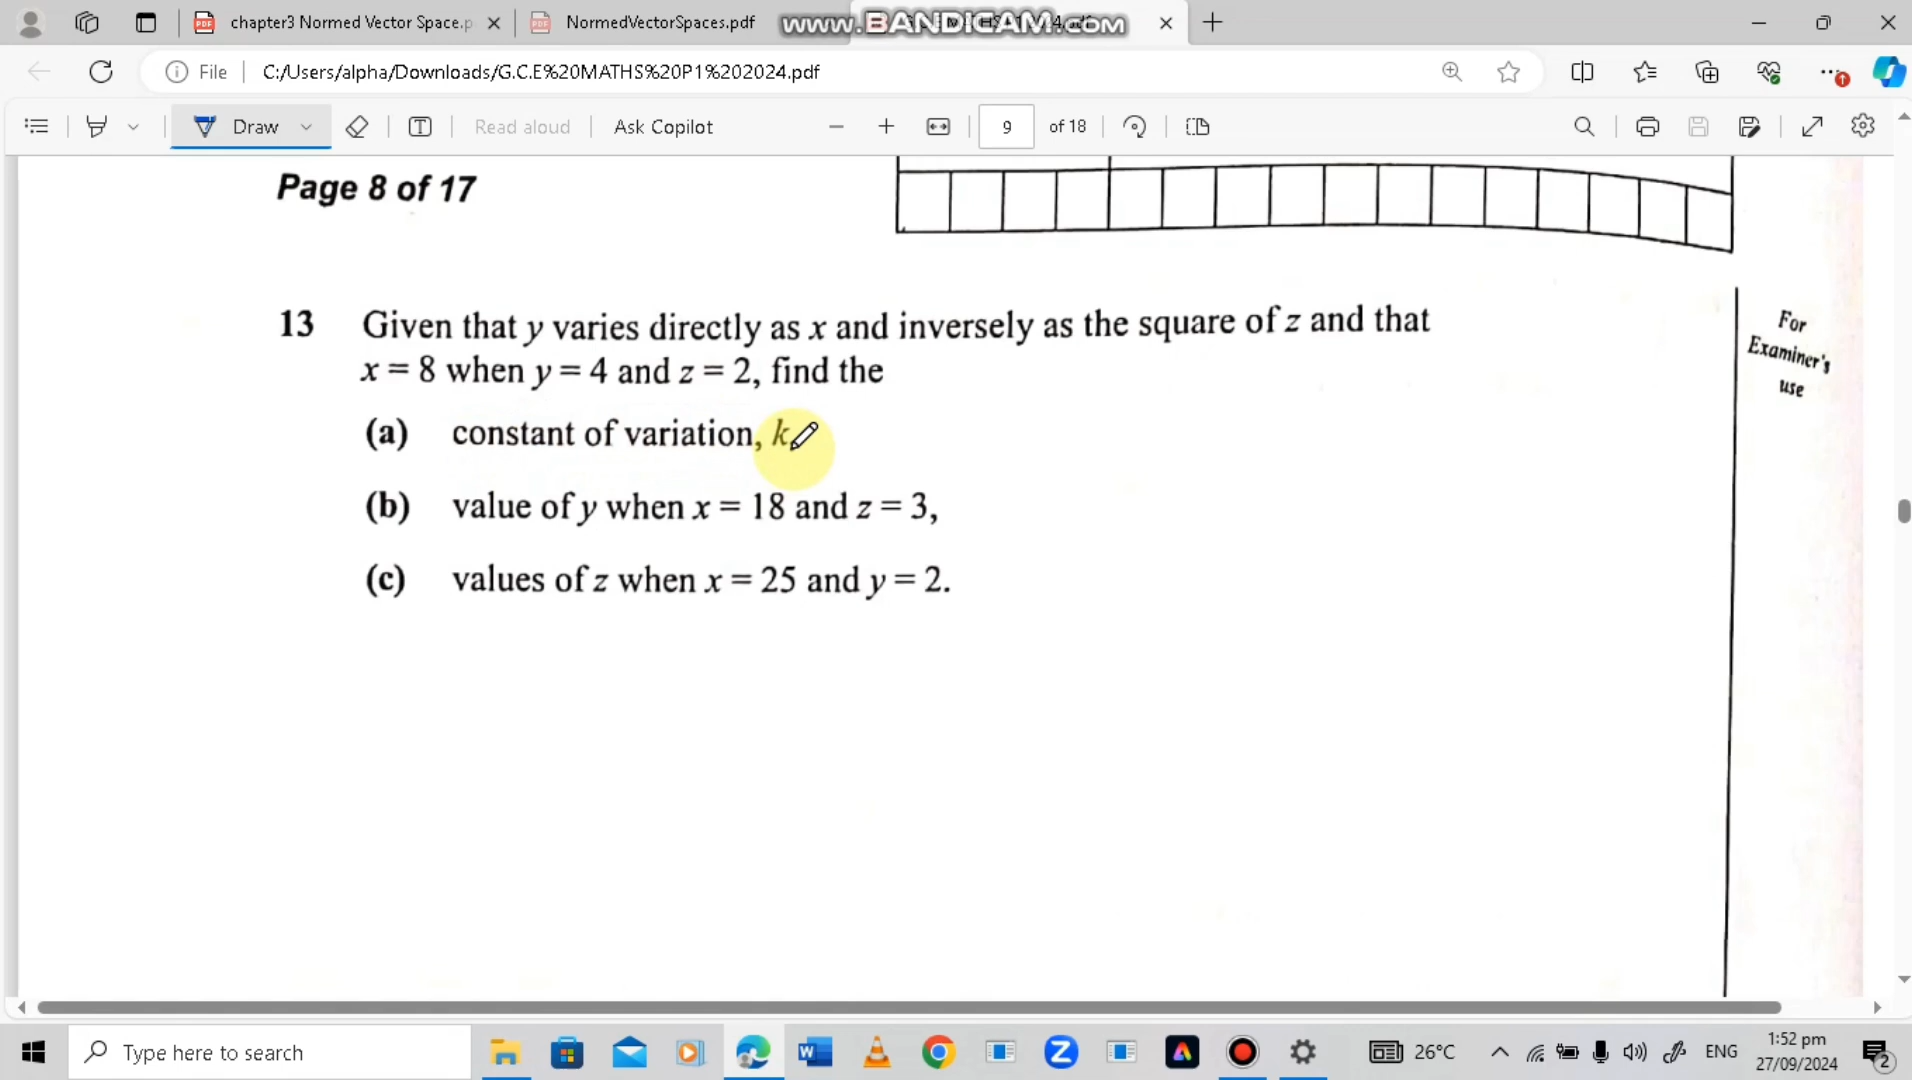 chapter3 Normed Vector Space.p
NormedVectorSpaces.pdf
www.BANDICAM.com
File
C:/Users/alpha/Downloads/G.C.E%20MATHS%20P1%202024.pdf
Draw
Read aloud
Ask Copilot
9
of 18
Page 8 of 17
13 Given that y varies directly as x and inversely as the square of z and that
x = 8 when y = 4 and z = 2, find the
(a) constant of variation, k
(b) value of y when x = 18 and z = 3,
(c) values of z when x = 25 and y = 2.
For
Examiner's
use
Type here to search
26°C
ENG
1:52 pm
27/09/2024
2